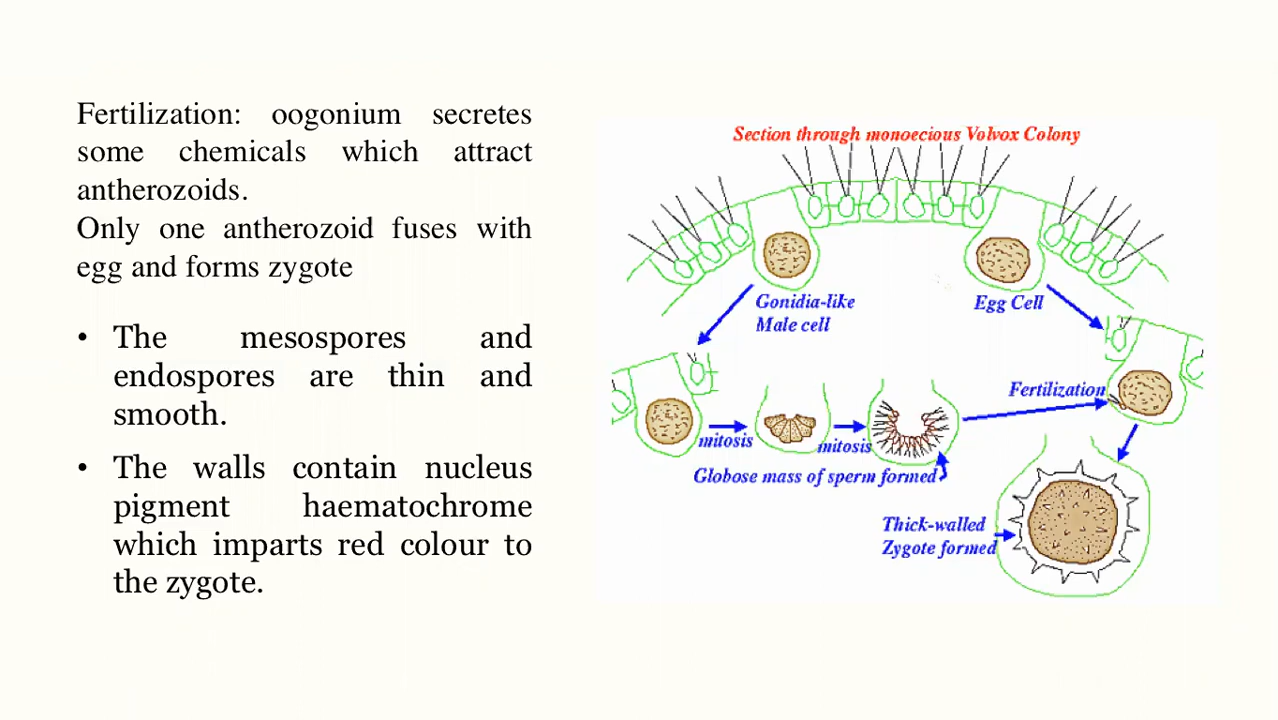 Fertilization: oogonium secretes
some chemicals which attract
antherozoids.
Only one antherozoid fuses with
egg and forms zygote
• The mesospores and
endospores are thin and
smooth.
• The walls contain nucleus
pigment haematochrome
which imparts red colour to
the zygote.
Section through monoecious Volvox Colony
Gonidia-like
Male cell
Egg Cell
Fertilization
mitosis
mitosis
Globose mass of sperm formed
Thick-walled
Zygote formed